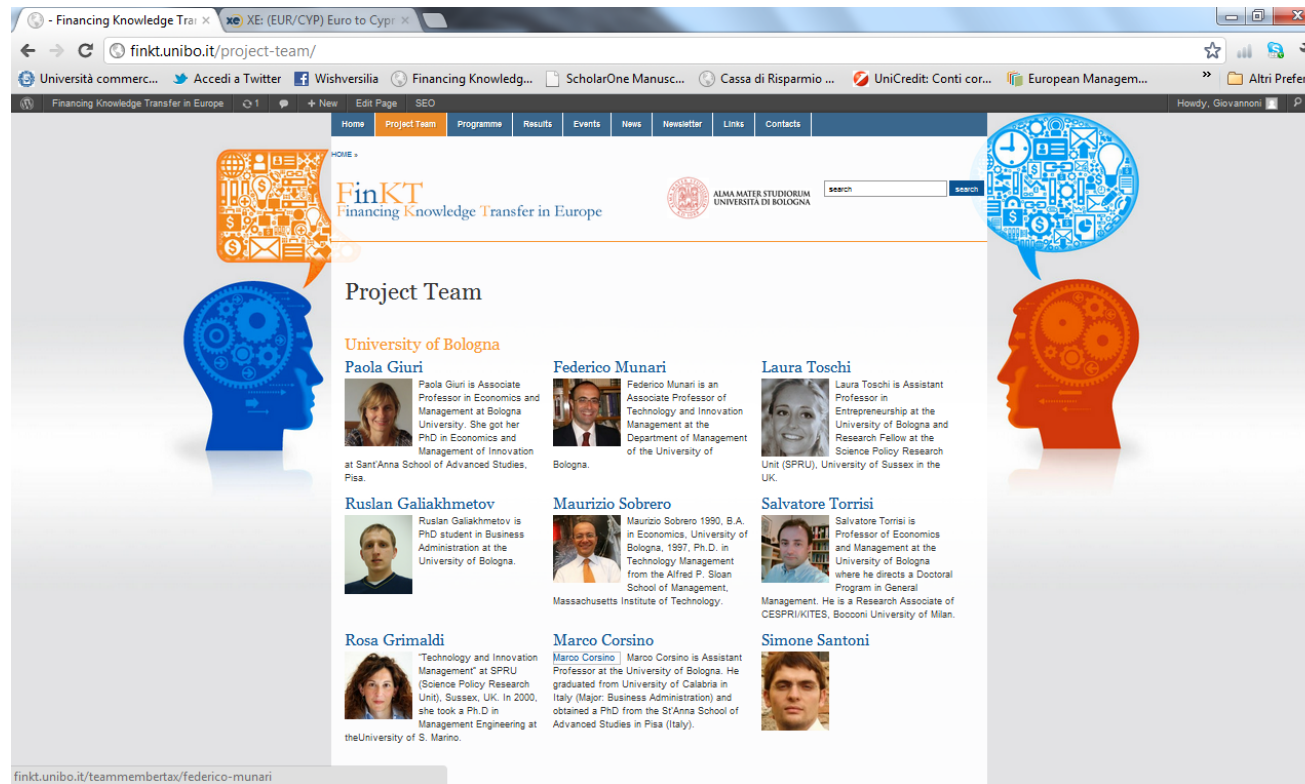 - Financing Knowledge Tra
XE: (EUR/CYP) Euro to Cypr
finkt.unibo.it/project-team/
Università commerc...
Accedi a Twitter
Wishversilia
Financing Knowledg...
ScholarOne Manusc...
Cassa di Risparmio ...
UniCredit: Conti cor...
European Managem...
»
Altri Prefer
Financing Knowledge Transfer in Europe
1
+ New
Edit Page
SEO
Howdy, Giovannoni
Home
Project Team
Programme
Results
Events
News
Newsletter
Links
Contacts
HOME »
FinKT
Financing Knowledge Transfer in Europe
ALMA MATER STUDIORUM
UNIVERSITÀ DI BOLOGNA
search
search
Project Team
University of Bologna
Paola Giuri
Paola Giuri is Associate
Professor in Economics and
Management at Bologna
University. She got her
PhD in Economics and
Management of Innovation
at Sant'Anna School of Advanced Studies,
Pisa.
Federico Munari
Federico Munari is an
Associate Professor of
Technology and Innovation
Management at the
Department of Management
of the University of
Bologna.
Laura Toschi
Laura Toschi is Assistant
Professor in
Entrepreneurship at the
University of Bologna and
Research Fellow at the
Science Policy Research
Unit (SPRU), University of Sussex in the
UK.
Ruslan Galiakhmetov
Ruslan Galiakhmetov is
PhD student in Business
Administration at the
University of Bologna.
Maurizio Sobrero
Maurizio Sobrero 1990, B.A.
in Economics, University of
Bologna, 1997, Ph.D. in
Technology Management
from the Alfred P. Sloan
School of Management,
Massachusetts Institute of Technology.
Salvatore Torrisi
Salvatore Torrisi is
Professor of Economics
and Management at the
University of Bologna
where he directs a Doctoral
Program in General
Management. He is a Research Associate of
CESPRI/KITES, Bocconi University of Milan.
Rosa Grimaldi
"Technology and Innovation
Management" at SPRU
(Science Policy Research
Unit), Sussex, UK. In 2000,
she took a Ph.D in
Management Engineering at
theUniversity of S. Marino.
Marco Corsino
Marco Corsino Marco Corsino is Assistant
Professor at the University of Bologna. He
graduated from University of Calabria in
Italy (Major: Business Administration) and
obtained a PhD from the St'Anna School of
Advanced Studies in Pisa (Italy).
Simone Santoni
finkt.unibo.it/teammembertax/federico-munari